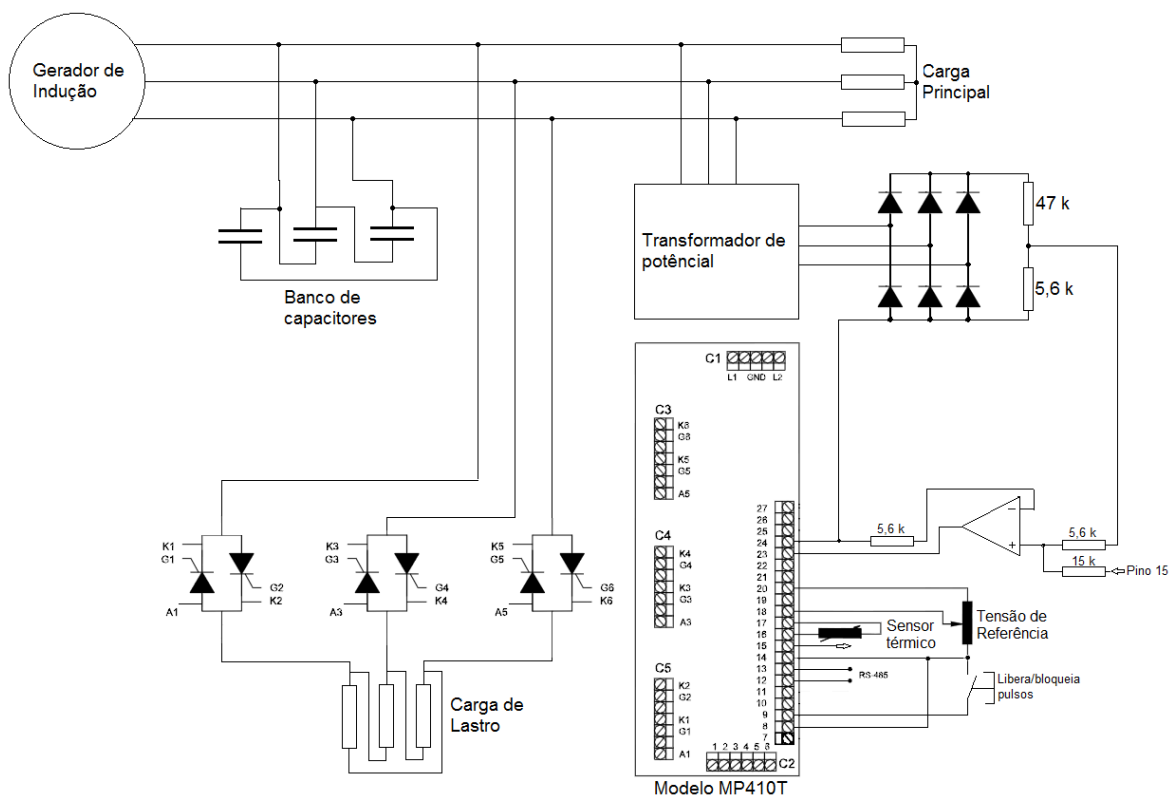 Gerador de
Indução
Carga
Principal
Banco de
capacitores
Transformador de
potêncial
47 k
5,6 k
C1
L1 GND L2
C3
K6
G6
K5
G5
A5
C4
K4
G4
K3
G3
A3
C5
K2
G2
K1
G1
A1
27
26
25
24
23
22
21
20
19
18
17
16
15
14
13
12
11
10
9
8
7
1 2 3 4 5 6
C2
Modelo MP410T
5,6 k
-
+
5,6 k
15 k
Pino 15
Tensão de
Referência
Sensor
térmico
RS-485
Libera/bloqueia
pulsos
K1
G1
A1
G2
K2
K3
G3
A3
G4
K4
K5
G5
A5
G6
K6
Carga de
Lastro